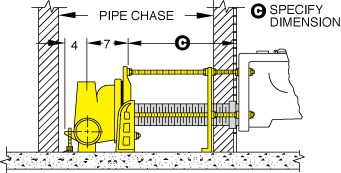 PIPE CHASE
C SPECIFY
DIMENSION
4 7 C